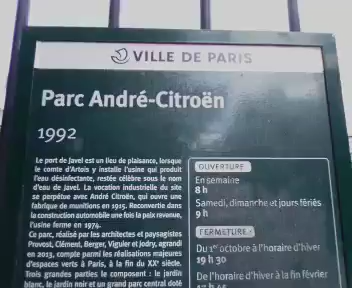 VILLE DE PARIS
Parc André-Citroën
1992
Le port de Javel est un lieu de plaisance, lorsque
le comte d'Artois y installe l'usine qui produit
l'eau désinfectante, restée célèbre sous le nom
d'eau de Javel. La vocation industrielle du site
se perpétue avec André Citroën, qui ouvre une
fabrique de munitions en 1915. Reconvertie dans
la construction automobile une fois la paix revenue,
l'usine ferme en 1974.
Ce parc, réalisé par les architectes et paysagistes
Provost, Clément, Berger, Viguier et Jodry, agrandi
en 2013, compte parmi les réalisations majeures
d'espaces verts à Paris, à la fin du XXe siècle.
Trois grandes parties le composent : le jardin
blanc, le jardin noir et un grand parc central doté
OUVERTURE
En semaine
8 h
Samedi, dimanche et jours fériés
9 h
FERMETURE
Du 1er octobre à l'horaire d'hiver
19 h 30
De l'horaire d'hiver à la fin février